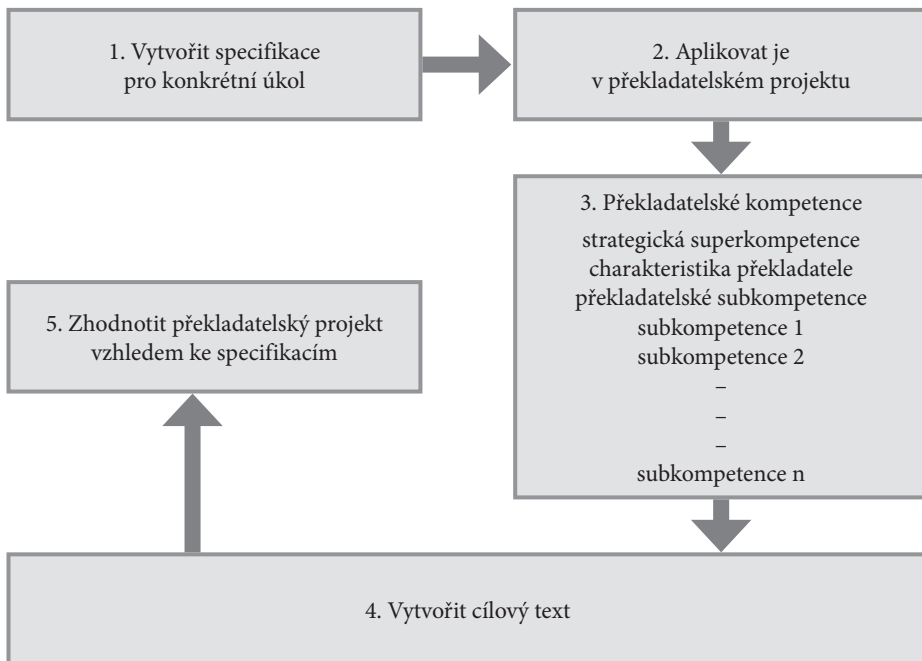 1. Vytvořit specifikace
pro konkrétní úkol
2. Aplikovat je
v překladatelském projektu
3. Překladatelské kompetence
strategická superkompetence
charakteristika překladatele
překladatelské subkompetence
subkompetence 1
subkompetence 2
–
–
–
subkompetence n
4. Vytvořit cílový text
5. Zhodnotit překladatelský projekt
vzhledem ke specifikacím